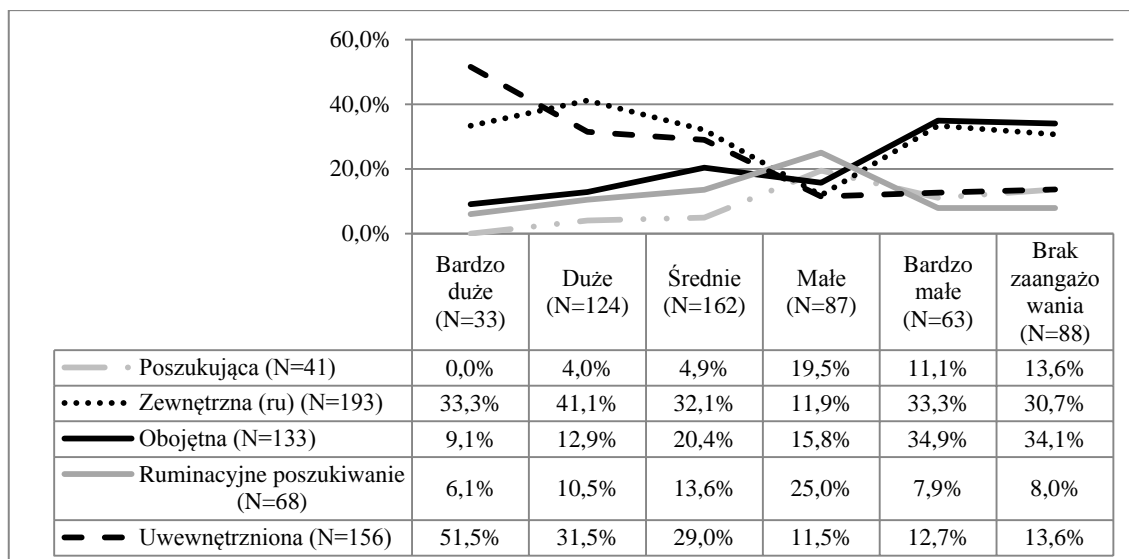 60,0%
40,0%
20,0%
0,0%
Bardzo duże (N=33) Duże (N=124) Średnie (N=162) Małe (N=87) Bardzo małe (N=63) Brak zaangażo wania (N=88)
Poszukująca (N=41) 0,0% 4,0% 4,9% 19,5% 11,1% 13,6%
Zewnętrzna (ru) (N=193) 33,3% 41,1% 32,1% 11,9% 33,3% 30,7%
Obojętna (N=133) 9,1% 12,9% 20,4% 15,8% 34,9% 34,1%
Ruminacyjne poszukiwanie (N=68) 6,1% 10,5% 13,6% 25,0% 7,9% 8,0%
Uwewnętrzniona (N=156) 51,5% 31,5% 29,0% 11,5% 12,7% 13,6%